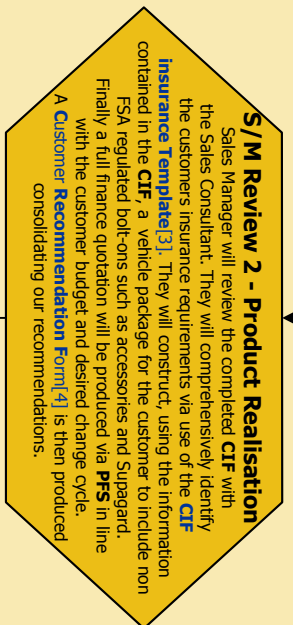 S/M Review 2 - Product Realisation
Sales Manager will review the completed CIF with
the Sales Consultant. They will comprehensively identify
the customers insurance requirements via use of the CIF
insurance Template[3]. They will construct, using the information
contained in the CIF, a vehicle package for the customer to include non
FSA regulated bolt-ons such as accessories and Supagard.
Finally a full finance quotation will be produced via PFS in line
with the customer budget and desired change cycle.
A Customer Recommendation Form[4] is then produced
consolidating our recommendations.